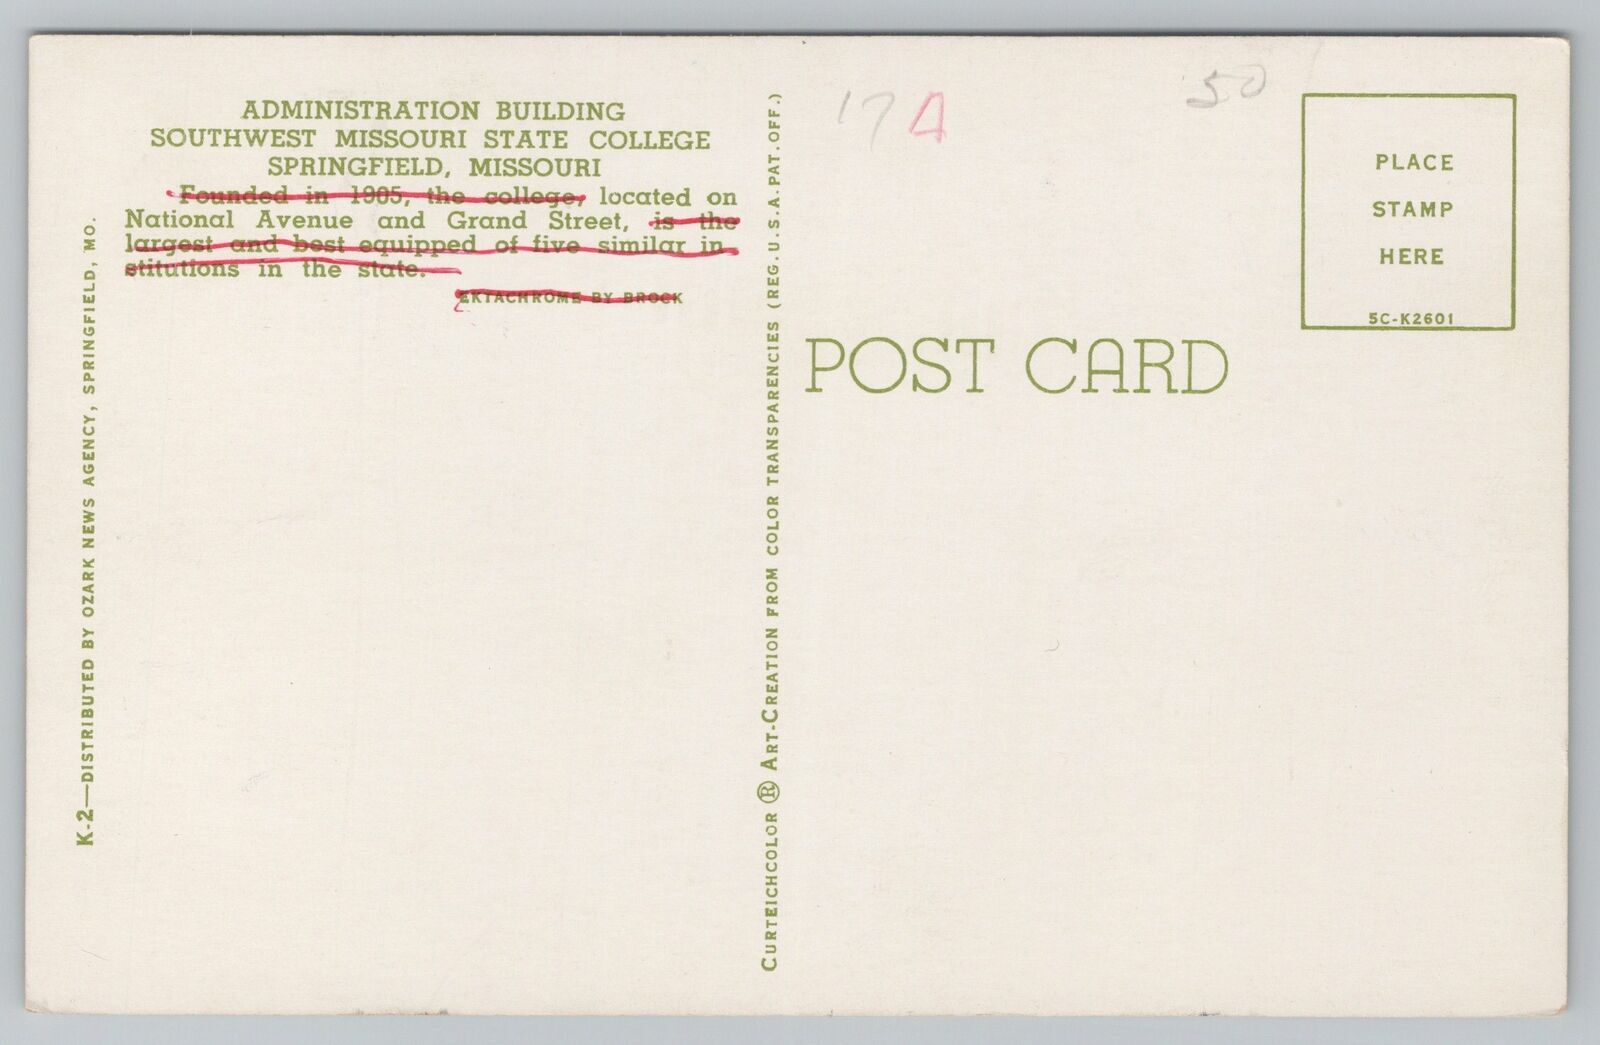 ADMINISTRATION BUILDING
SOUTHWEST MISSOURI STATE COLLEGE
SPRINGFIELD, MISSOURI
Founded in 1905, the college, located on
National Avenue and Grand Street, is the
largest and best equipped of five similar in
stitutions in the state.
EKTACHROME BY BROCK
K-2—DISTRIBUTED BY OZARK NEWS AGENCY, SPRINGFIELD, MO.
CURTEICHCOLOR ® ART-CREATION FROM COLOR TRANSPARENCIES (REG. U.S.A. PAT. OFF.)
17 A
50
PLACE
STAMP
HERE
5C-K2601
POST CARD